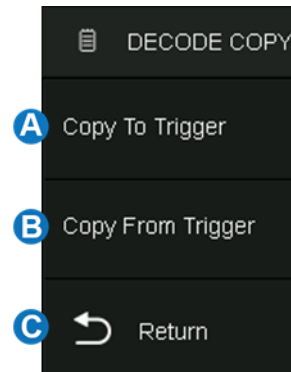 DECODE COPY
A Copy To Trigger
B Copy From Trigger
C Return